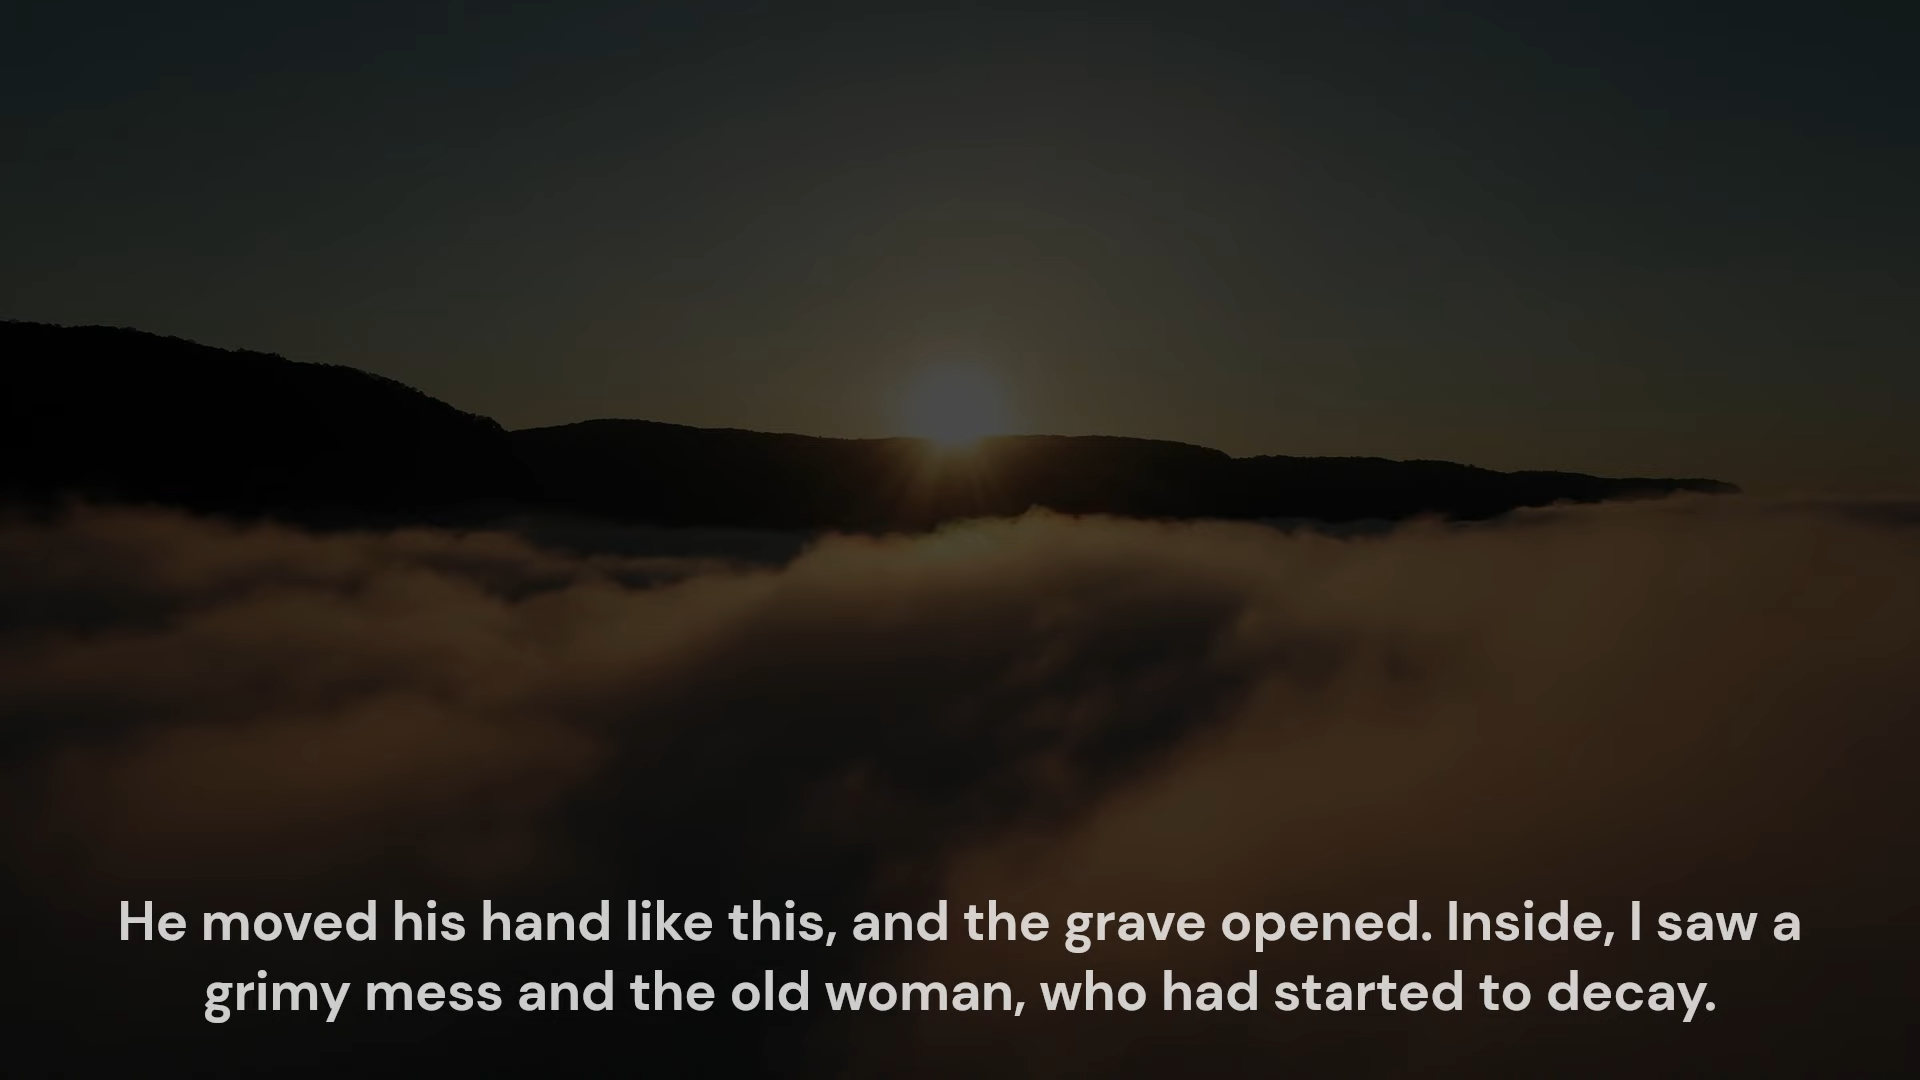 He moved his hand like this, and the grave opened. Inside, I saw a
grimy mess and the old woman, who had started to decay.